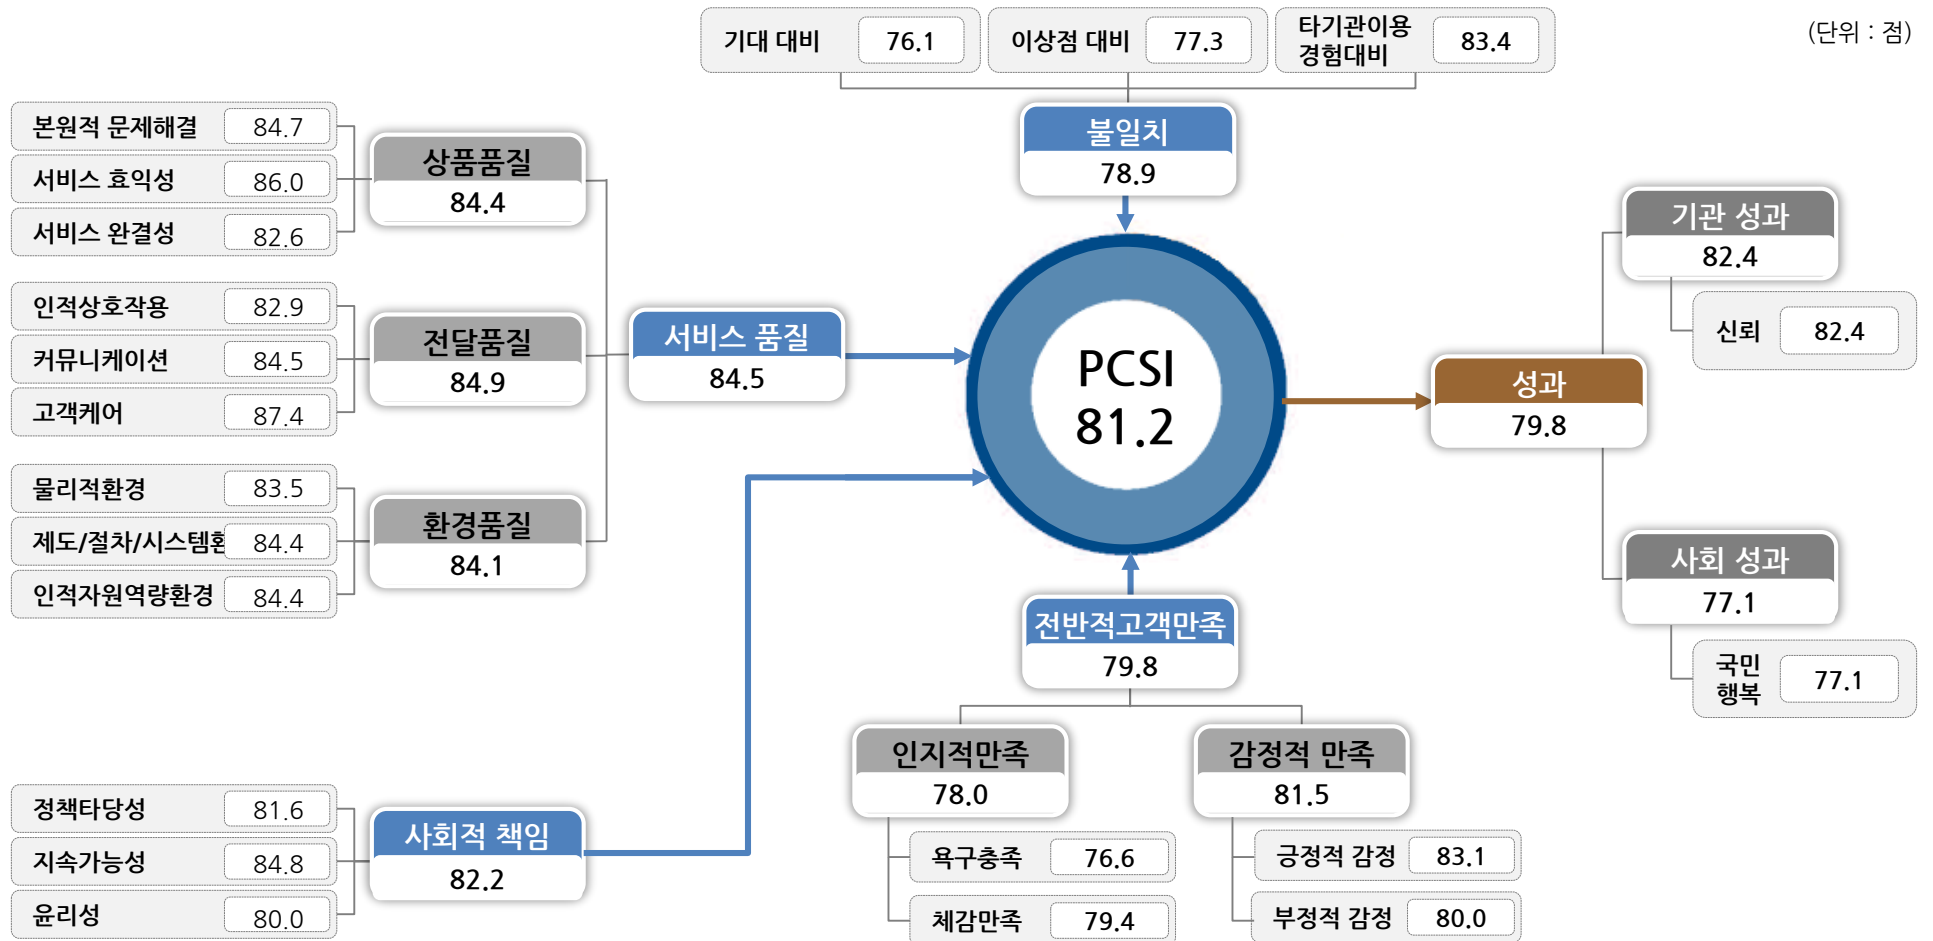 (단위 : 점)
기대 대비 76.1
이상점 대비 77.3
타기관이용
경험대비 83.4
불일치
78.9
본원적 문제해결 84.7
서비스 효익성 86.0
서비스 완결성 82.6
상품품질
84.4
인적상호작용 82.9
커뮤니케이션 84.5
고객케어 87.4
전달품질
84.9
물리적환경 83.5
제도/절차/시스템환 84.4
인적자원역량환경 84.4
환경품질
84.1
서비스 품질
84.5
PCSI
81.2
정책타당성 81.6
지속가능성 84.8
윤리성 80.0
사회적 책임
82.2
전반적고객만족
79.8
인지적만족
78.0
욕구충족 76.6
체감만족 79.4
감정적 만족
81.5
긍정적 감정 83.1
부정적 감정 80.0
성과
79.8
기관 성과
82.4
신뢰 82.4
사회 성과
77.1
국민
행복 77.1